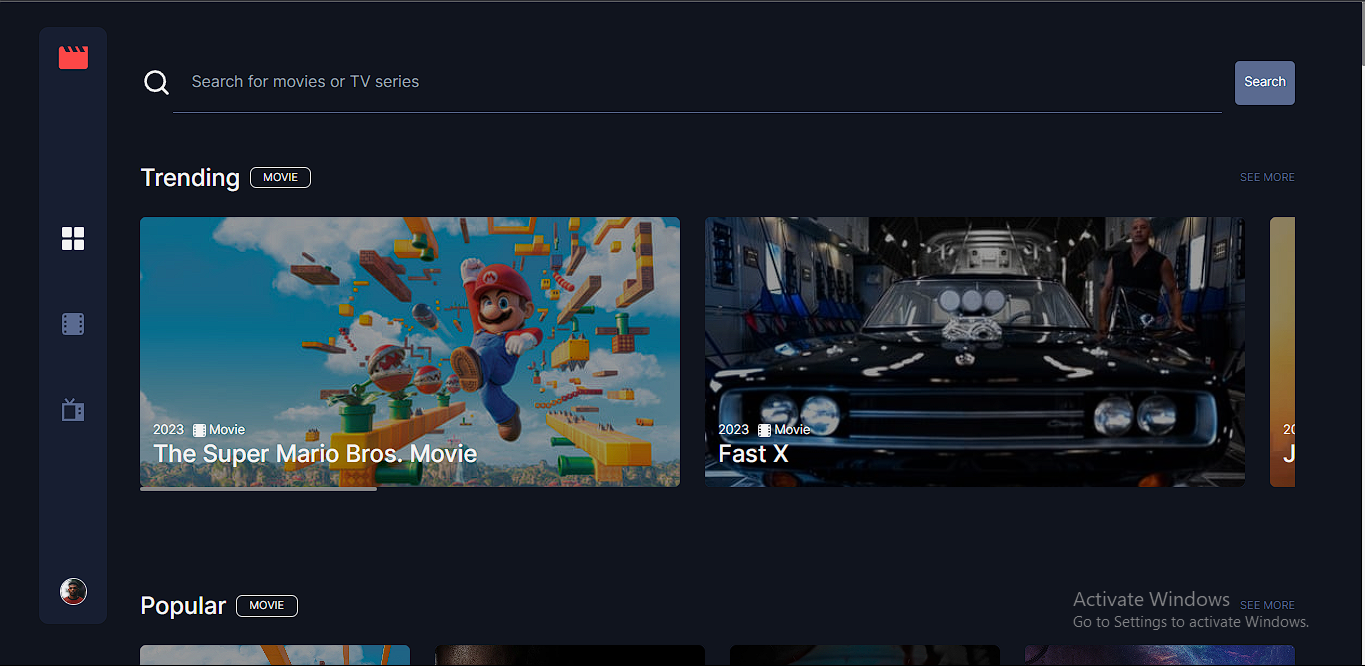 Search for movies or TV series
Search
Trending
MOVIE
SEE MORE
2023 Movie
The Super Mario Bros. Movie
2023 Movie
Fast X
Popular
MOVIE
SEE MORE
Activate Windows
Go to Settings to activate Windows.